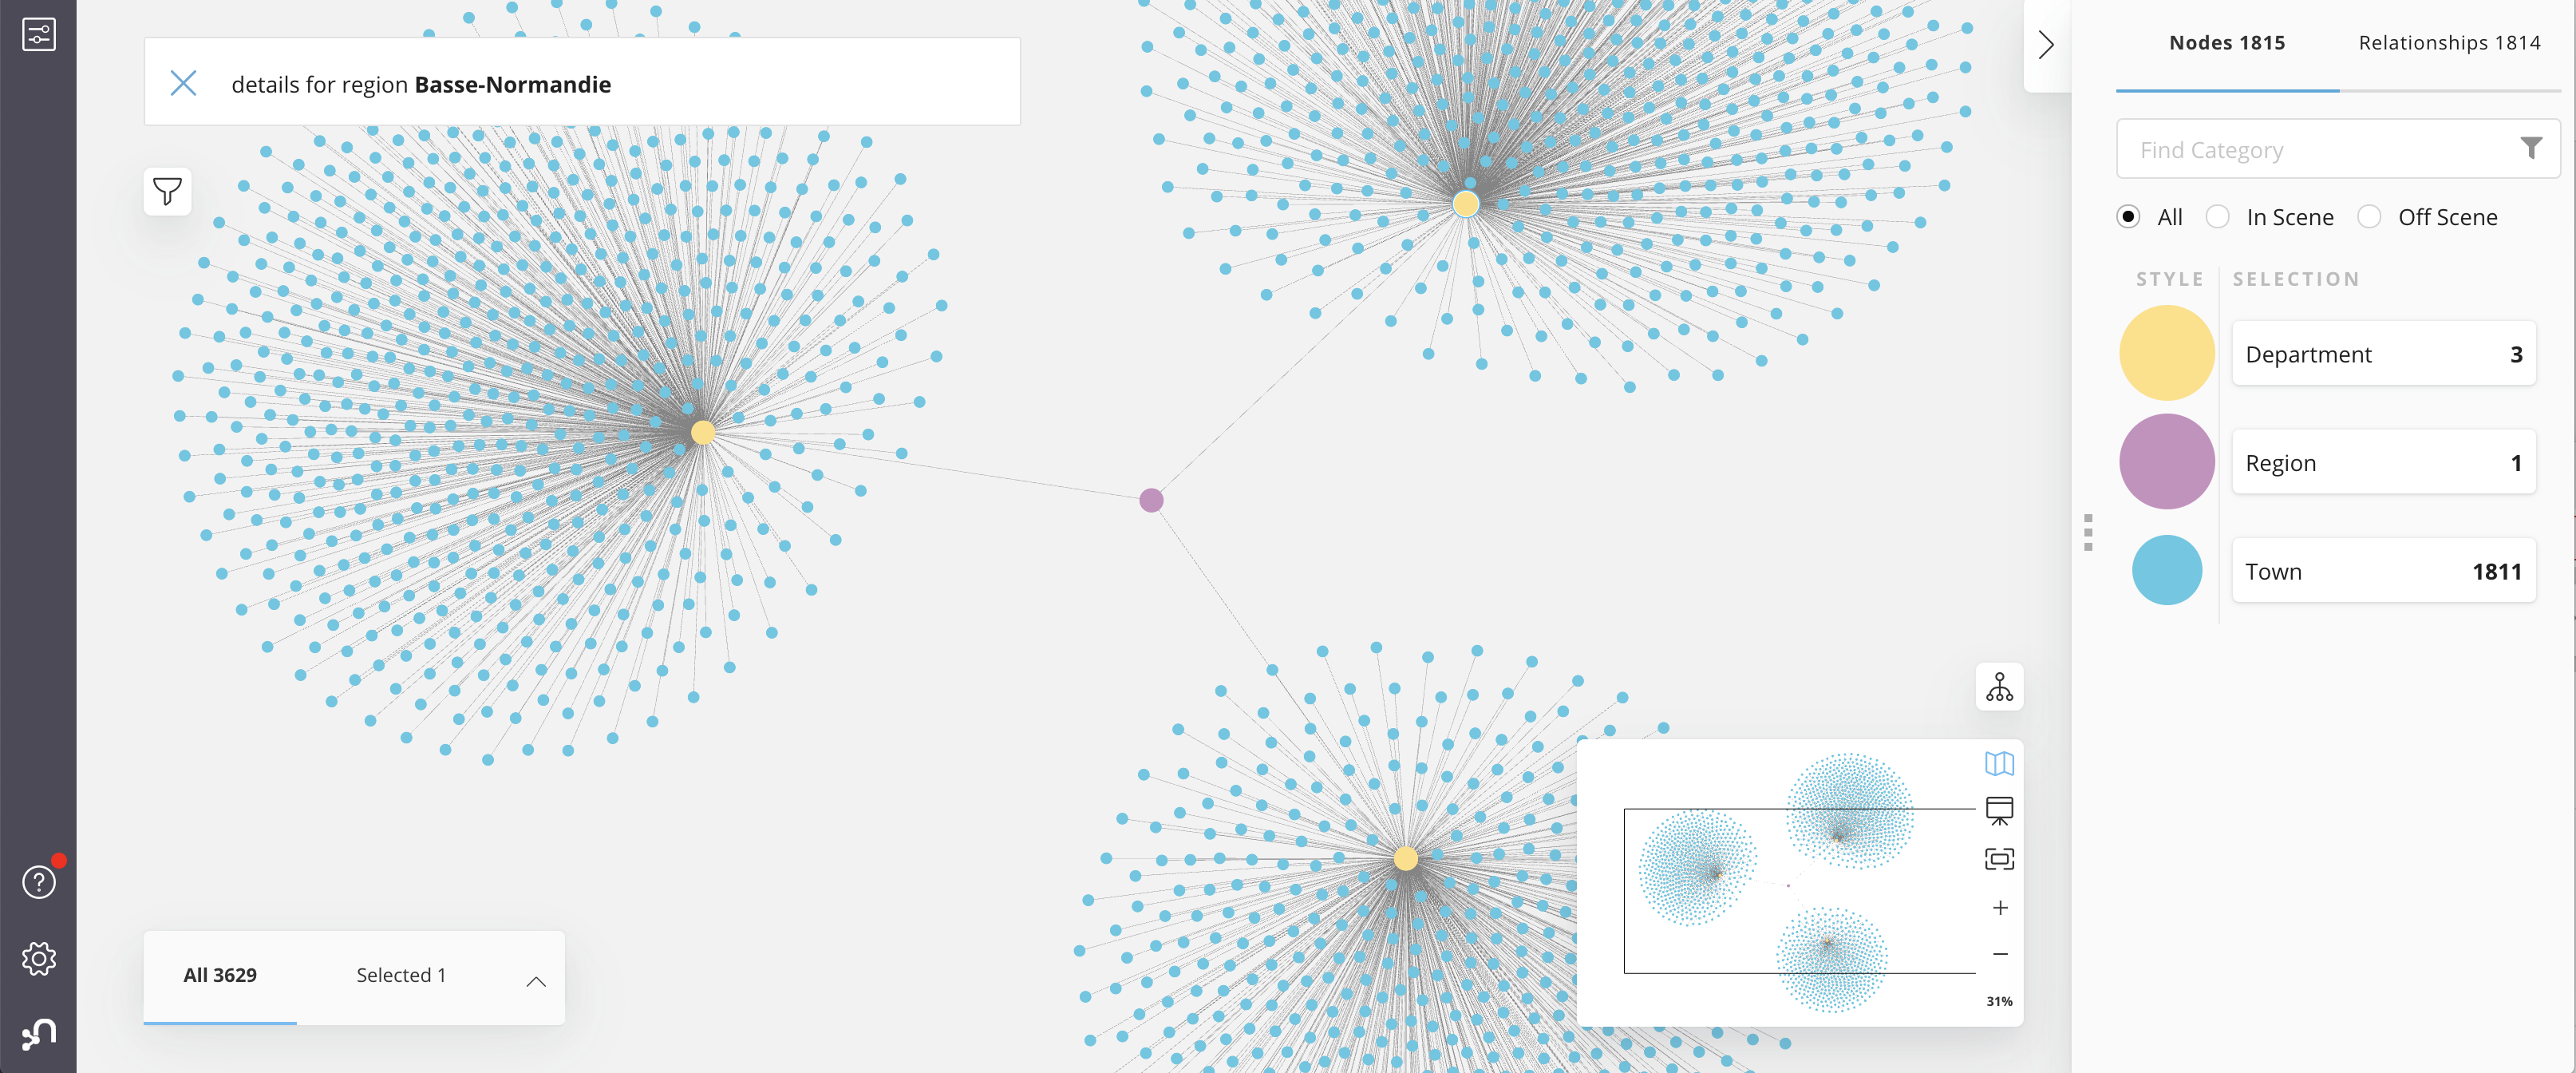 details for region Basse-Normandie
Nodes 1815
Relationships 1814
Find Category
All
In Scene
Off Scene
STYLE
SELECTION
Department 3
Region 1
Town 1811
?
All 3629
Selected 1
+
−
31%